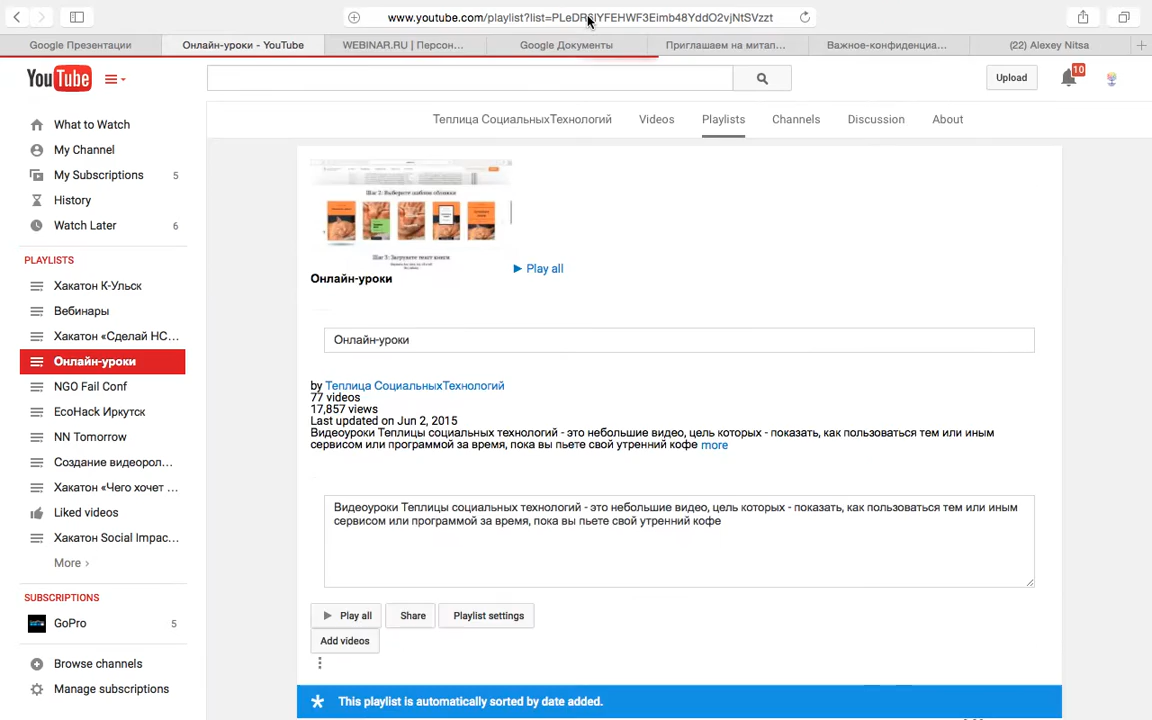 www.youtube.com/playlist?list=PLeDR6IYFEHWF3Eimb48YddO2vjNtSVzzt
Google Презентации
Онлайн-уроки - YouTube
WEBINAR.RU | Персон...
Google Документы
Приглашаем на митап...
Важное-конфиденциа...
(22) Alexey Nitsa
YouTube
Upload
10
Теплица СоциальныхТехнологий
Videos
Playlists
Channels
Discussion
About
What to Watch
My Channel
My Subscriptions 5
History
Watch Later 6
PLAYLISTS
Хакатон К-Ульск
Вебинары
Хакатон «Сделай НС...
Онлайн-уроки
NGO Fail Conf
EcoHack Иркутск
NN Tomorrow
Создание видеорол...
Хакатон «Чего хочет ...
Liked videos
Хакатон Social Impac...
More ›
SUBSCRIPTIONS
GoPro 5
Browse channels
Manage subscriptions
Шаг 2: Выберите шаблон обложки
Шаг 3: Загрузите текст книги
Play all
Онлайн-уроки
Онлайн-уроки
by Теплица СоциальныхТехнологий
77 videos
17,857 views
Last updated on Jun 2, 2015
Видеоуроки Теплицы социальных технологий - это небольшие видео, цель которых - показать, как пользоваться тем или иным
сервисом или программой за время, пока вы пьете свой утренний кофе more
Видеоуроки Теплицы социальных технологий - это небольшие видео, цель которых - показать, как пользоваться тем или иным
сервисом или программой за время, пока вы пьете свой утренний кофе
Play all
Share
Playlist settings
Add videos
This playlist is automatically sorted by date added.